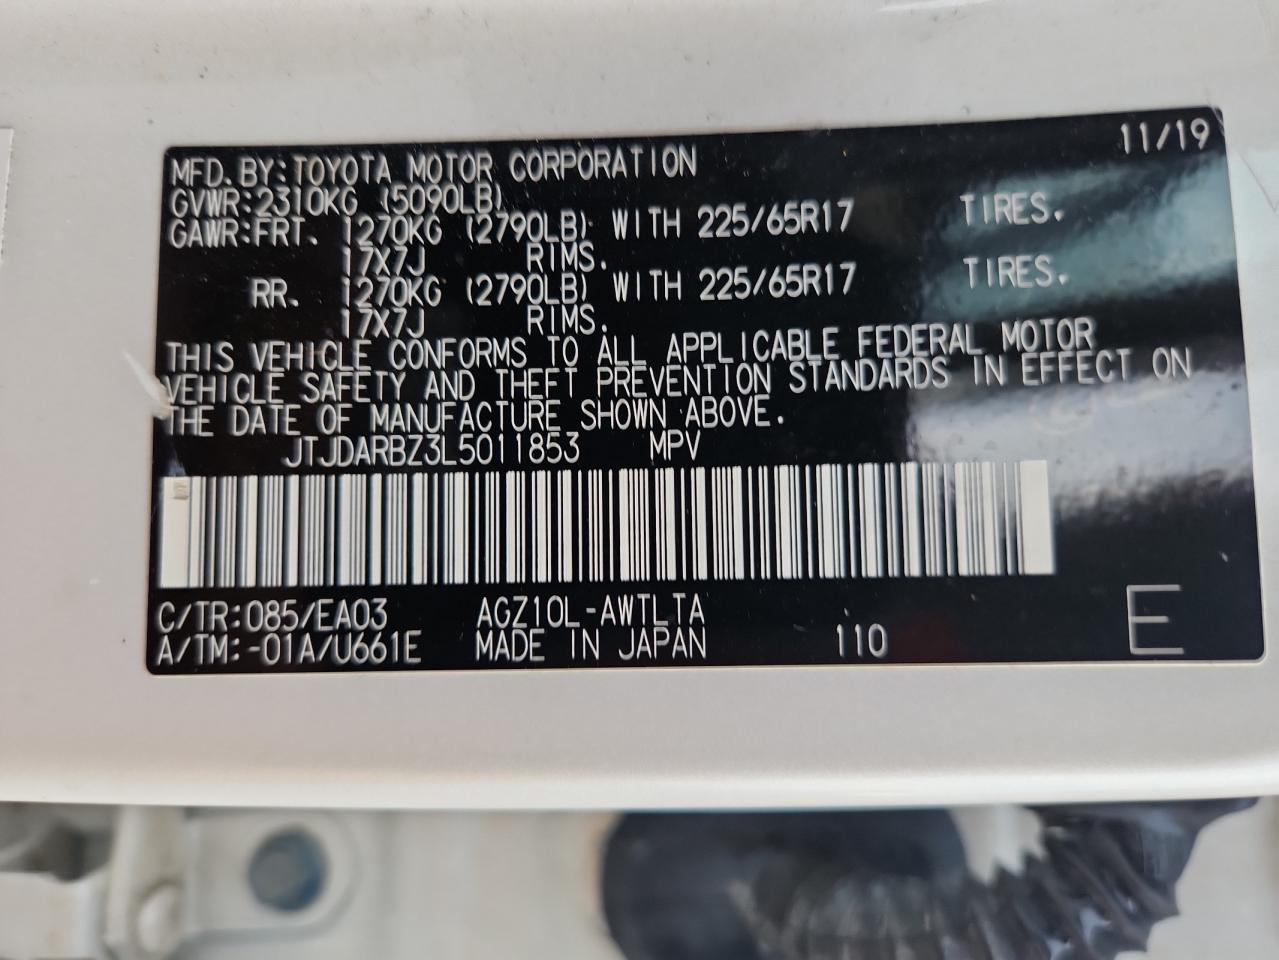 11/19
MFD.BY:TOYOTA MOTOR CORPORATION
GVWR:2310KG (5090LB)
GAWR:FRT. 1270KG (2790LB) WITH 225/65R17 TIRES.
17X7J RIMS.
RR. 1270KG (2790LB) WITH 225/65R17 TIRES.
17X7J RIMS.
THIS VEHICLE CONFORMS TO ALL APPLICABLE FEDERAL MOTOR
VEHICLE SAFETY AND THEFT PREVENTION STANDARDS IN EFFECT ON
THE DATE OF MANUFACTURE SHOWN ABOVE.
JTJDARBZ3L5011853 MPV
C/TR:085/EA03 AGZ10L-AWTLTA
A/TM:-01A/U661E MADE IN JAPAN 110 E